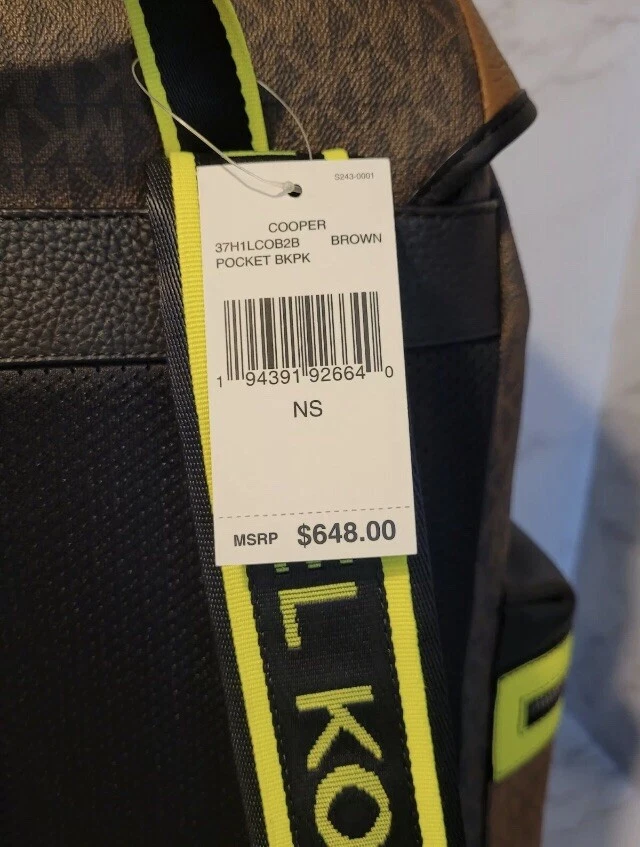 S243-0001
COOPER
37H1LCOB2B BROWN
POCKET BKPK
1 94391 92664 0
NS
MSRP $648.00
L KO